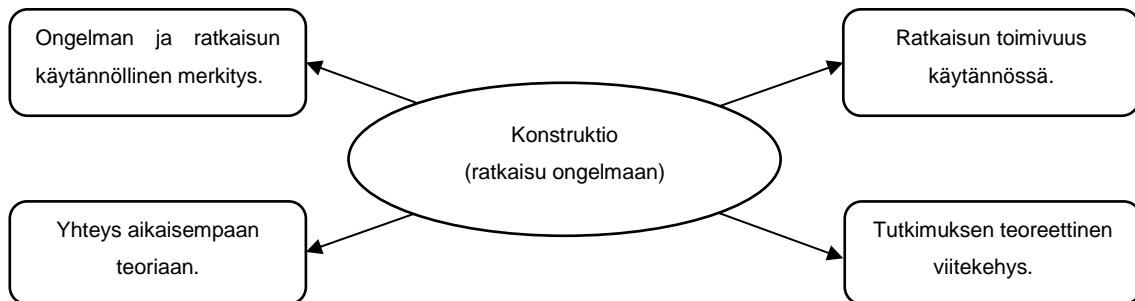 Ongelman ja ratkaisun
käytännöllinen merkitys.
Ratkaisun toimivuus
käytännössä.
Konstruktio
(ratkaisu ongelmaan)
Yhteys aikaisempaan
teoriaan.
Tutkimuksen teoreettinen
viitekehys.